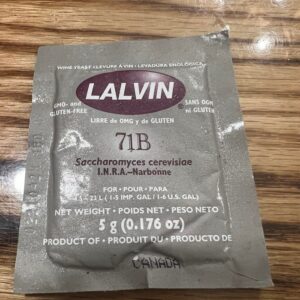 WINE YEAST • LEVURE À VIN • LEVADURA ENOLÓGICA
LALVIN®
GMO- and
GLUTEN-FREE
SANS OGM
ni GLUTEN
LIBRE de OMG y de GLUTEN
71B
Saccharomyces cerevisiae
I.N.R.A.–Narbonne
FOR • POUR • PARA
4.5 – 23 L (1-5 IMP. GAL / 1-6 U.S. GAL)
NET WEIGHT • POIDS NET • PESO NETO
5 g (0.176 oz)
PRODUCT OF • PRODUIT DU • PRODUCTO DE
CANADA